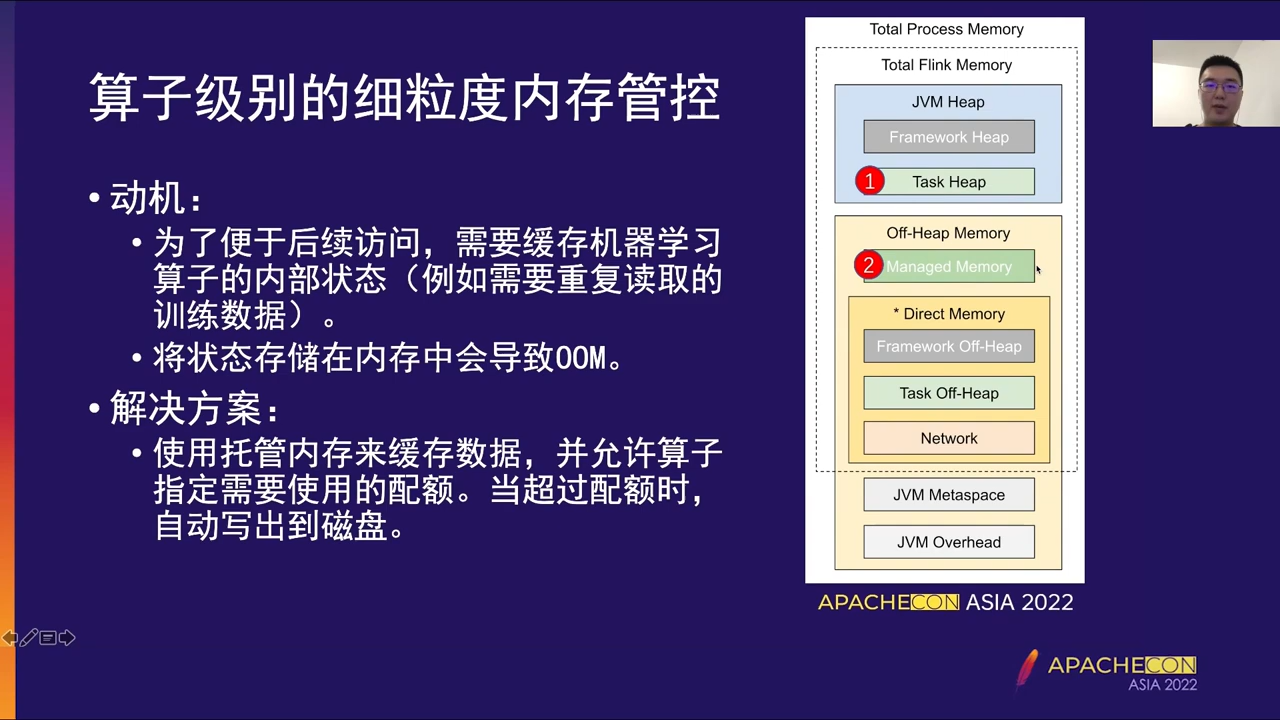 算子级别的细粒度内存管控
• 动机：
• 为了便于后续访问，需要缓存机器学习
算子的内部状态（例如需要重复读取的
训练数据）。
• 将状态存储在内存中会导致OOM。
• 解决方案：
• 使用托管内存来缓存数据，并允许算子
指定需要使用的配额。当超过配额时，
自动写出到磁盘。
Total Process Memory
Total Flink Memory
JVM Heap
Framework Heap
1 Task Heap
Off-Heap Memory
2 Managed Memory
* Direct Memory
Framework Off-Heap
Task Off-Heap
Network
JVM Metaspace
JVM Overhead
APACHECON ASIA 2022
APACHECON
ASIA 2022